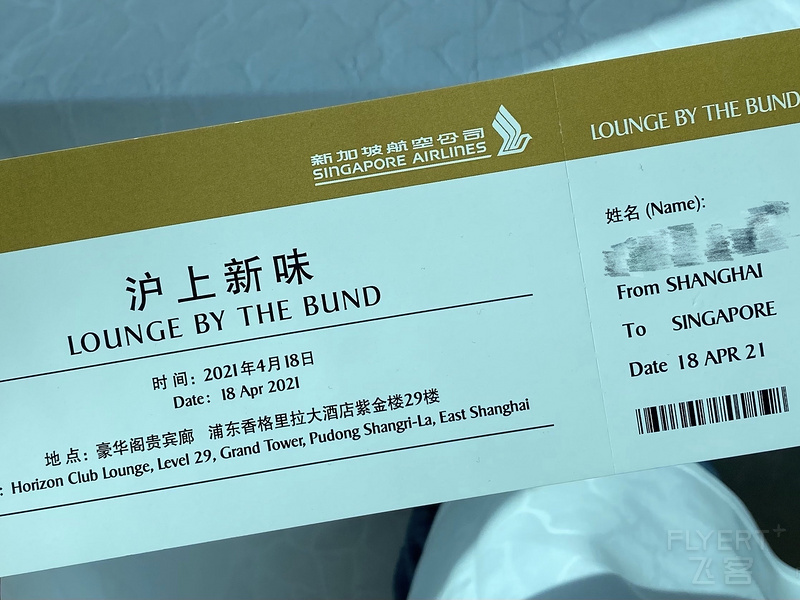 新加坡航空公司
SINGAPORE AIRLINES
沪上新味
LOUNGE BY THE BUND
时 间：2021年4月18日
Date：18 Apr 2021
地 点：豪华阁贵宾廊 浦东香格里拉大酒店紫金楼29楼
: Horizon Club Lounge, Level 29, Grand Tower, Pudong Shangri-La, East Shanghai
LOUNGE BY THE BUND
姓名 (Name):
From SHANGHAI
To SINGAPORE
Date 18 APR 21
FLYERT+
飞客